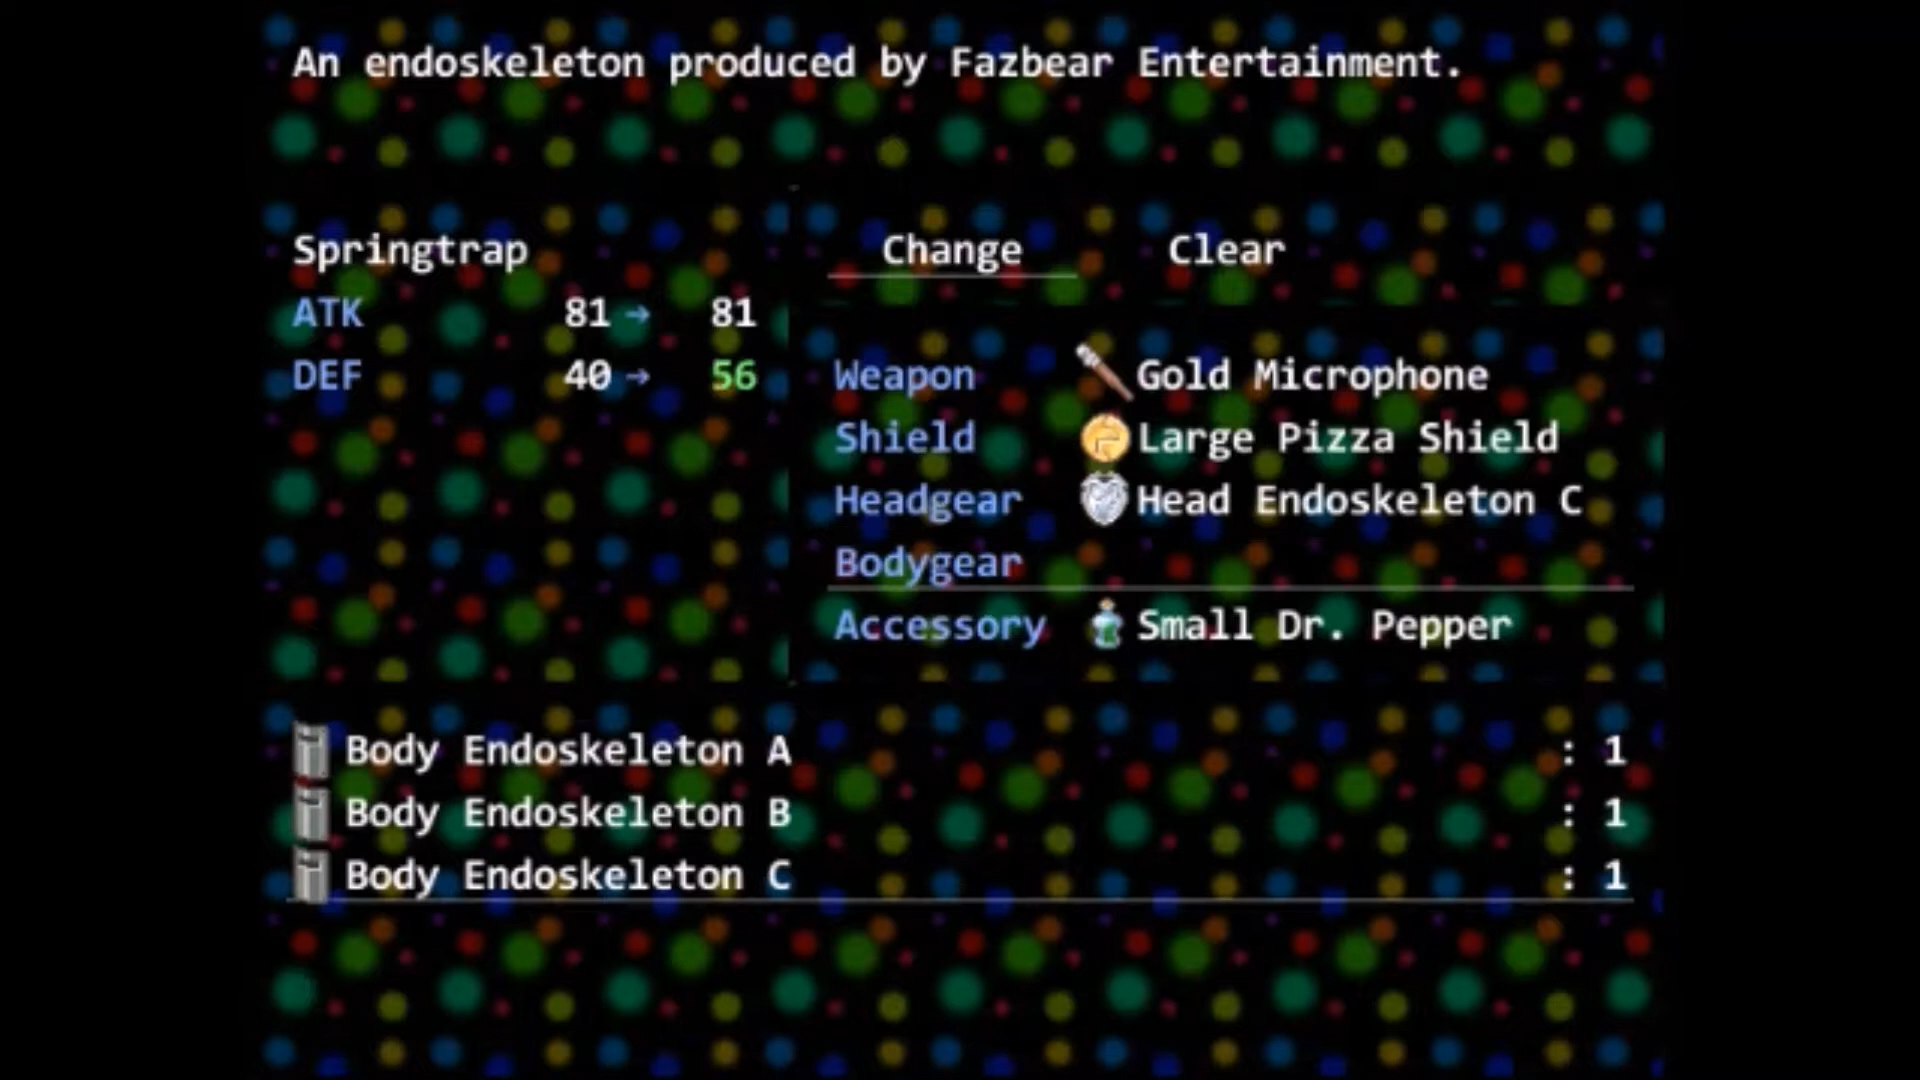 An endoskeleton produced by Fazbear Entertainment.
Springtrap
ATK 81 → 81
DEF 40 → 56
Change Clear
Weapon Gold Microphone
Shield Large Pizza Shield
Headgear Head Endoskeleton C
Bodygear
Accessory Small Dr. Pepper
Body Endoskeleton A : 1
Body Endoskeleton B : 1
Body Endoskeleton C : 1